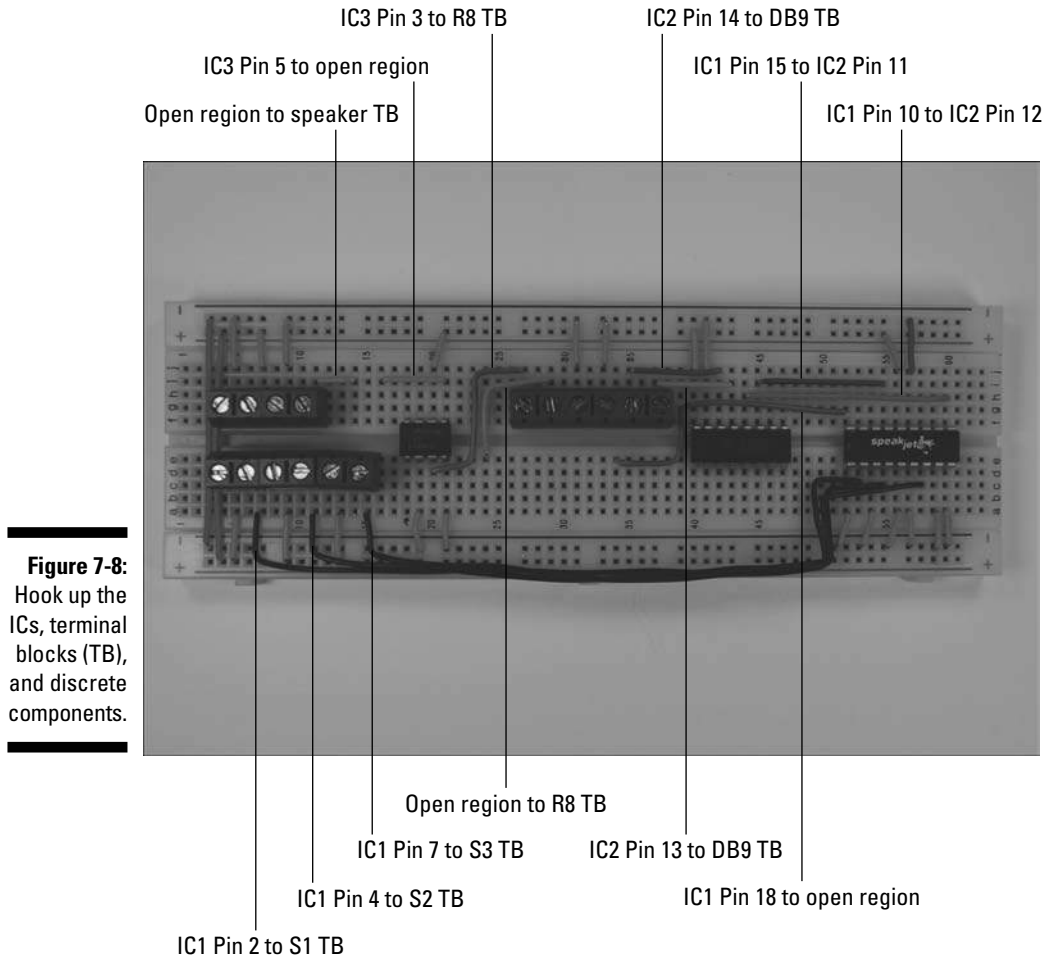 IC3 Pin 3 to R8 TB
IC2 Pin 14 to DB9 TB
IC3 Pin 5 to open region
IC1 Pin 15 to IC2 Pin 11
Open region to speaker TB
IC1 Pin 10 to IC2 Pin 12
speakjet
Figure 7-8:
Hook up the
ICs, terminal
blocks (TB),
and discrete
components.
Open region to R8 TB
IC1 Pin 7 to S3 TB
IC2 Pin 13 to DB9 TB
IC1 Pin 4 to S2 TB
IC1 Pin 18 to open region
IC1 Pin 2 to S1 TB